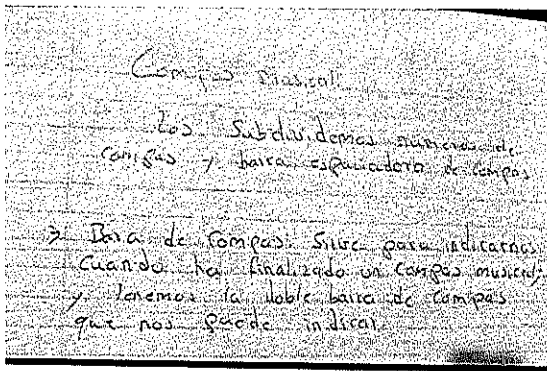 Compas musical
Los Subdividemos numeros de
compas y barra espaciadora de Compas
→ Barra de Compas: Sirve para indicarnos
Cuando ha finalizado un Compas musical,
y tenemos la doble barra de Compas
que nos puede indicar.